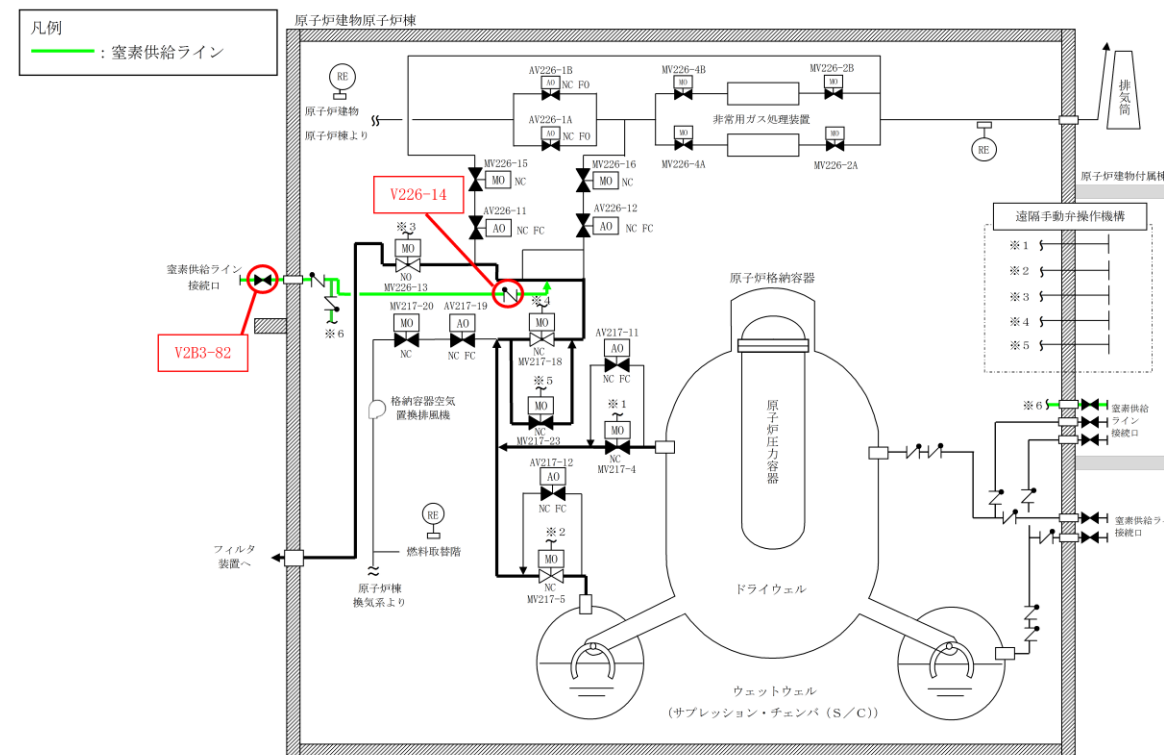 原子炉建物原子炉棟
凡例
：窒素供給ライン
RE
原子炉建物
原子炉棟より
AV226-1B
AO
NC FO
AV226-1A
AO
NC FO
MV226-4B
MO
MV226-2B
MO
非常用ガス処理装置
MO
MV226-4A
MO
MV226-2A
RE
排気筒
原子炉建物付属棟
MV226-15
MO
NC
MV226-16
MO
NC
V226-14
AV226-11
AO
NC FC
AV226-12
AO
NC FC
遠隔手動弁操作機構
※1
※2
※3
※4
※5
※3
MO
NO
MV226-13
窒素供給ライン
接続口
※6
V2B3-82
原子炉格納容器
MV217-20
MO
NC
AV217-19
AO
NC FC
※4
MO
NC
MV217-18
AV217-11
AO
NC FC
※5
MO
NC
MV217-23
※1
MO
NC
MV217-4
格納容器空気
置換排風機
原子炉圧力容器
※6
窒素供給
ライン
接続口
AV217-12
AO
NC FC
RE
燃料取替階
※2
MO
NC
MV217-5
フィルタ
装置へ
原子炉棟
換気系より
窒素供給ライ
接続口
ドライウェル
ウェットウェル
（サプレッション・チェンバ（S／C））